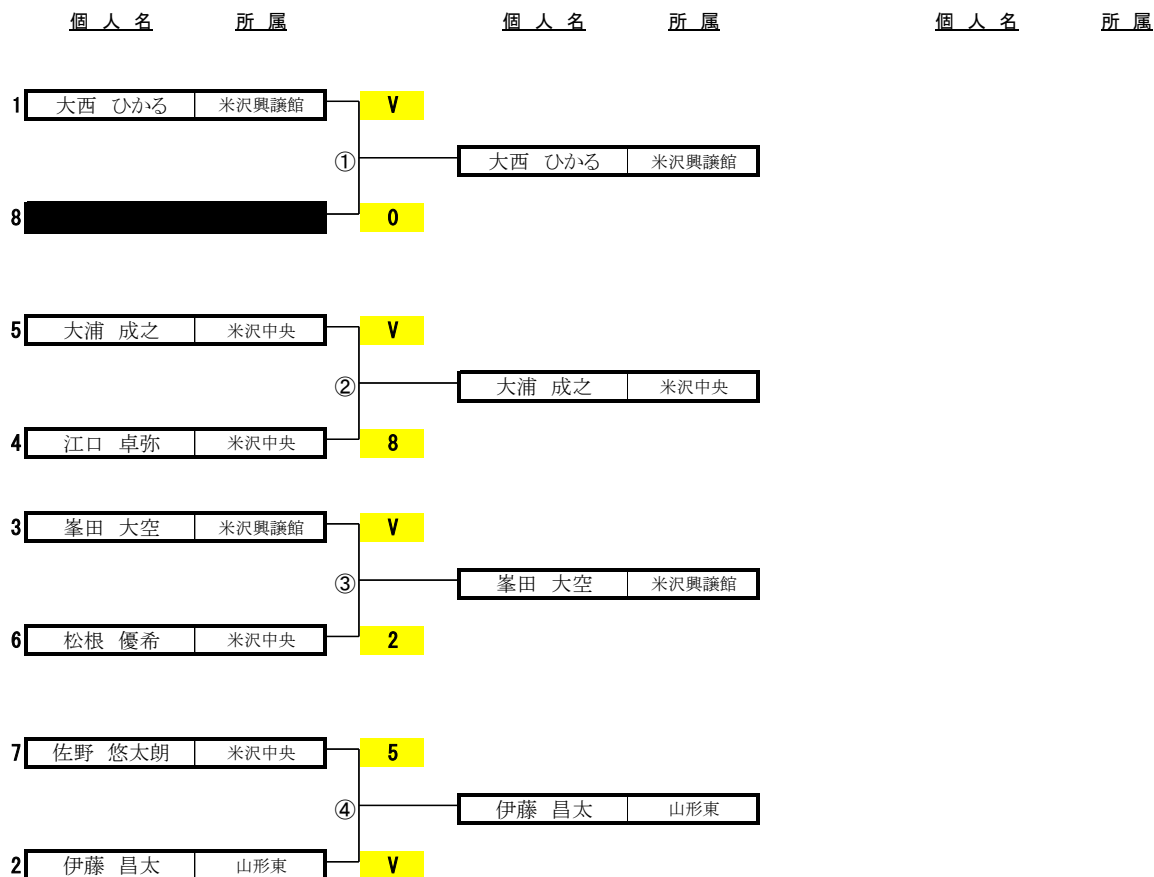 個 人 名 所 属 個 人 名 所 属 個 人 名 所 属
1 大西 ひかる 米沢興譲館 V
① 大西 ひかる 米沢興譲館
8 0
5 大浦 成之 米沢中央 V
② 大浦 成之 米沢中央
4 江口 卓弥 米沢中央 8
3 峯田 大空 米沢興譲館 V
③ 峯田 大空 米沢興譲館
6 松根 優希 米沢中央 2
7 佐野 悠太朗 米沢中央 5
④ 伊藤 昌太 山形東
2 伊藤 昌太 山形東 V